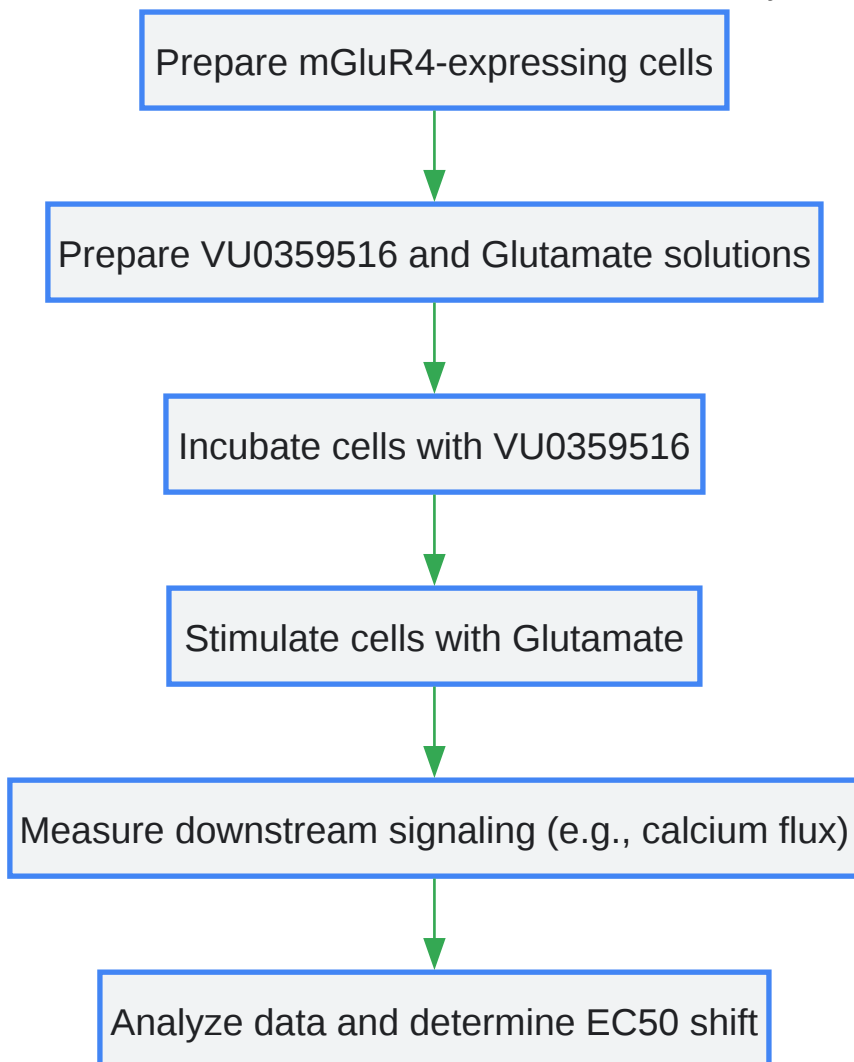 Prepare mGluR4-expressing cells
Prepare VU0359516 and Glutamate solutions
Incubate cells with VU0359516
Stimulate cells with Glutamate
Measure downstream signaling (e.g., calcium flux)
Analyze data and determine EC50 shift